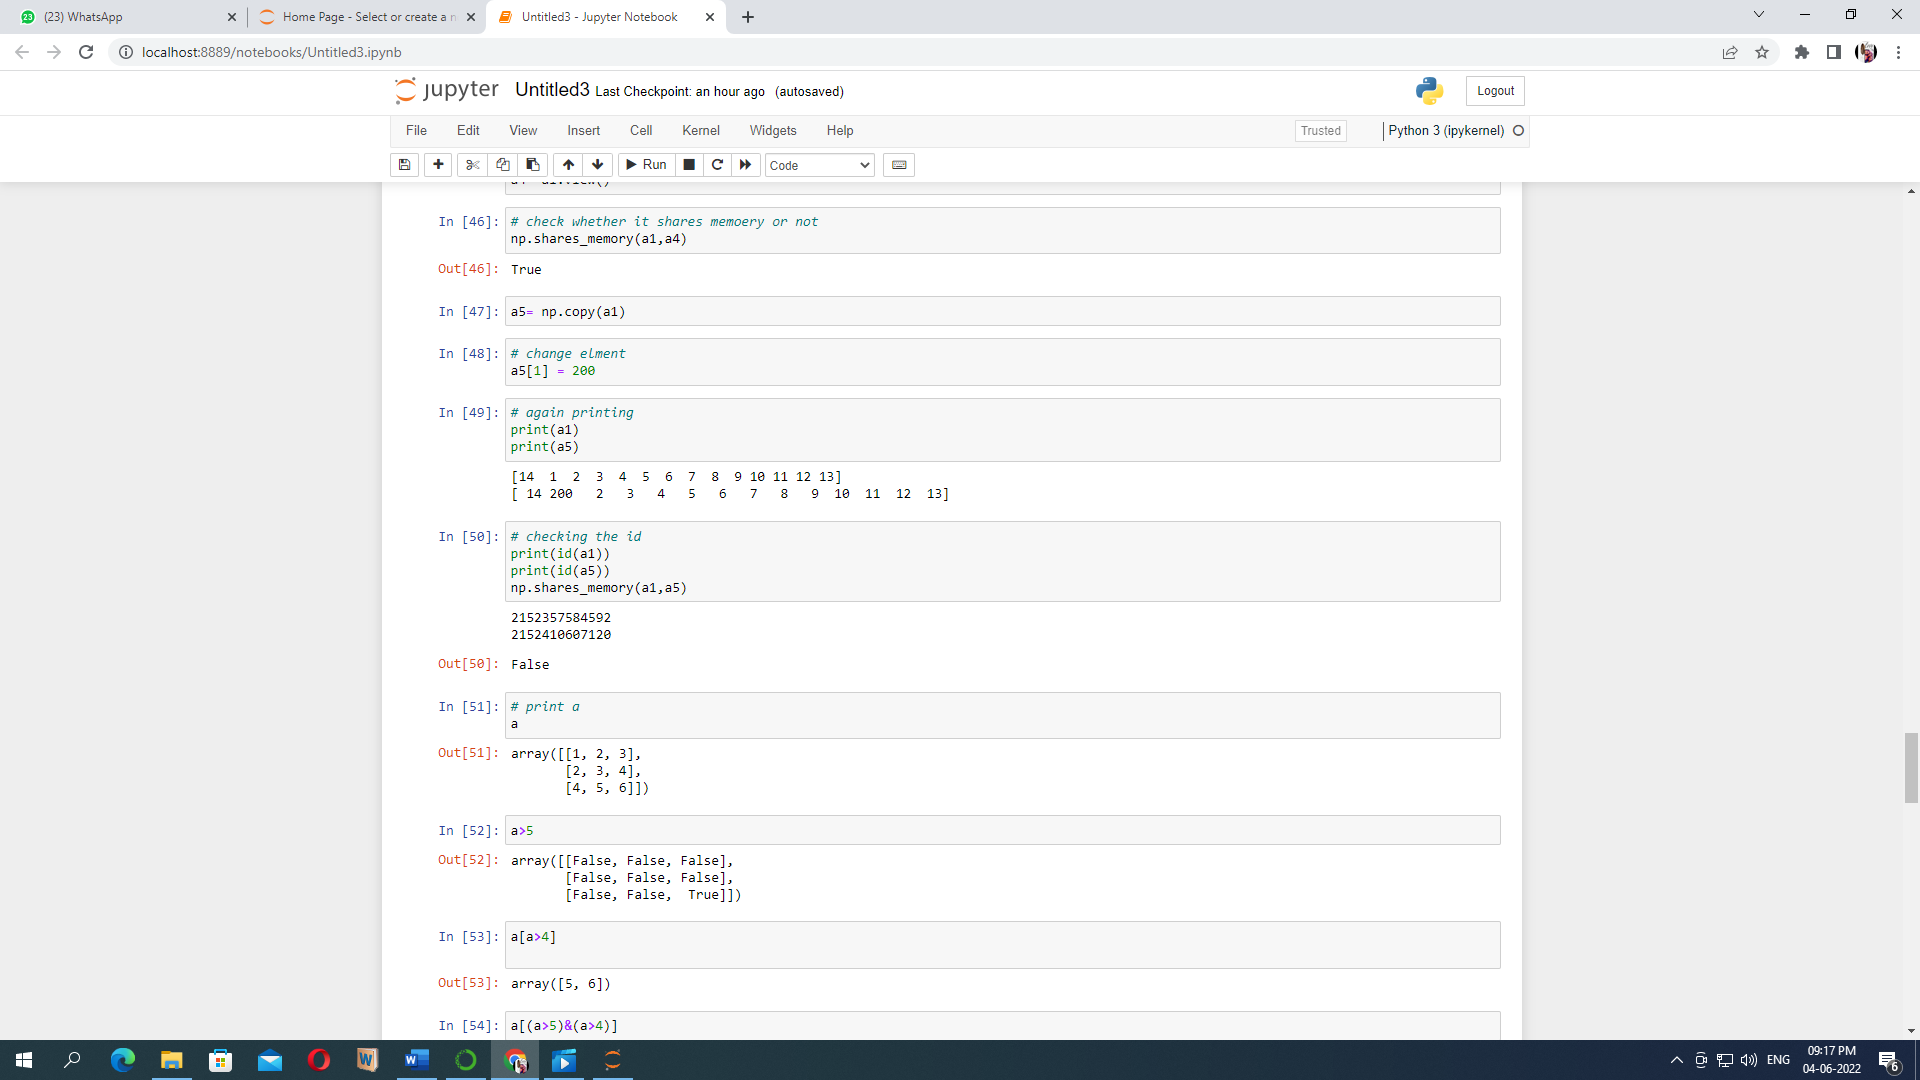 (23) WhatsApp
Home Page - Select or create a n
Untitled3 - Jupyter Notebook
localhost:8889/notebooks/Untitled3.ipynb
jupyter Untitled3 Last Checkpoint: an hour ago (autosaved)
Logout
File Edit View Insert Cell Kernel Widgets Help
Trusted
Python 3 (ipykernel)
Run
Code
In [46]: # check whether it shares memoery or not
np.shares_memory(a1,a4)
Out[46]: True
In [47]: a5= np.copy(a1)
In [48]: # change elment
a5[1] = 200
In [49]: # again printing
print(a1)
print(a5)
[14  1  2  3  4  5  6  7  8  9 10 11 12 13]
[ 14 200   2   3   4   5   6   7   8   9  10  11  12  13]
In [50]: # checking the id
print(id(a1))
print(id(a5))
np.shares_memory(a1,a5)
2152357584592
2152410607120
Out[50]: False
In [51]: # print a
a
Out[51]: array([[1, 2, 3],
[2, 3, 4],
[4, 5, 6]])
In [52]: a>5
Out[52]: array([[False, False, False],
[False, False, False],
[False, False,  True]])
In [53]: a[a>4]
Out[53]: array([5, 6])
In [54]: a[(a>5)&(a>4)]
ENG
09:17 PM
04-06-2022
6